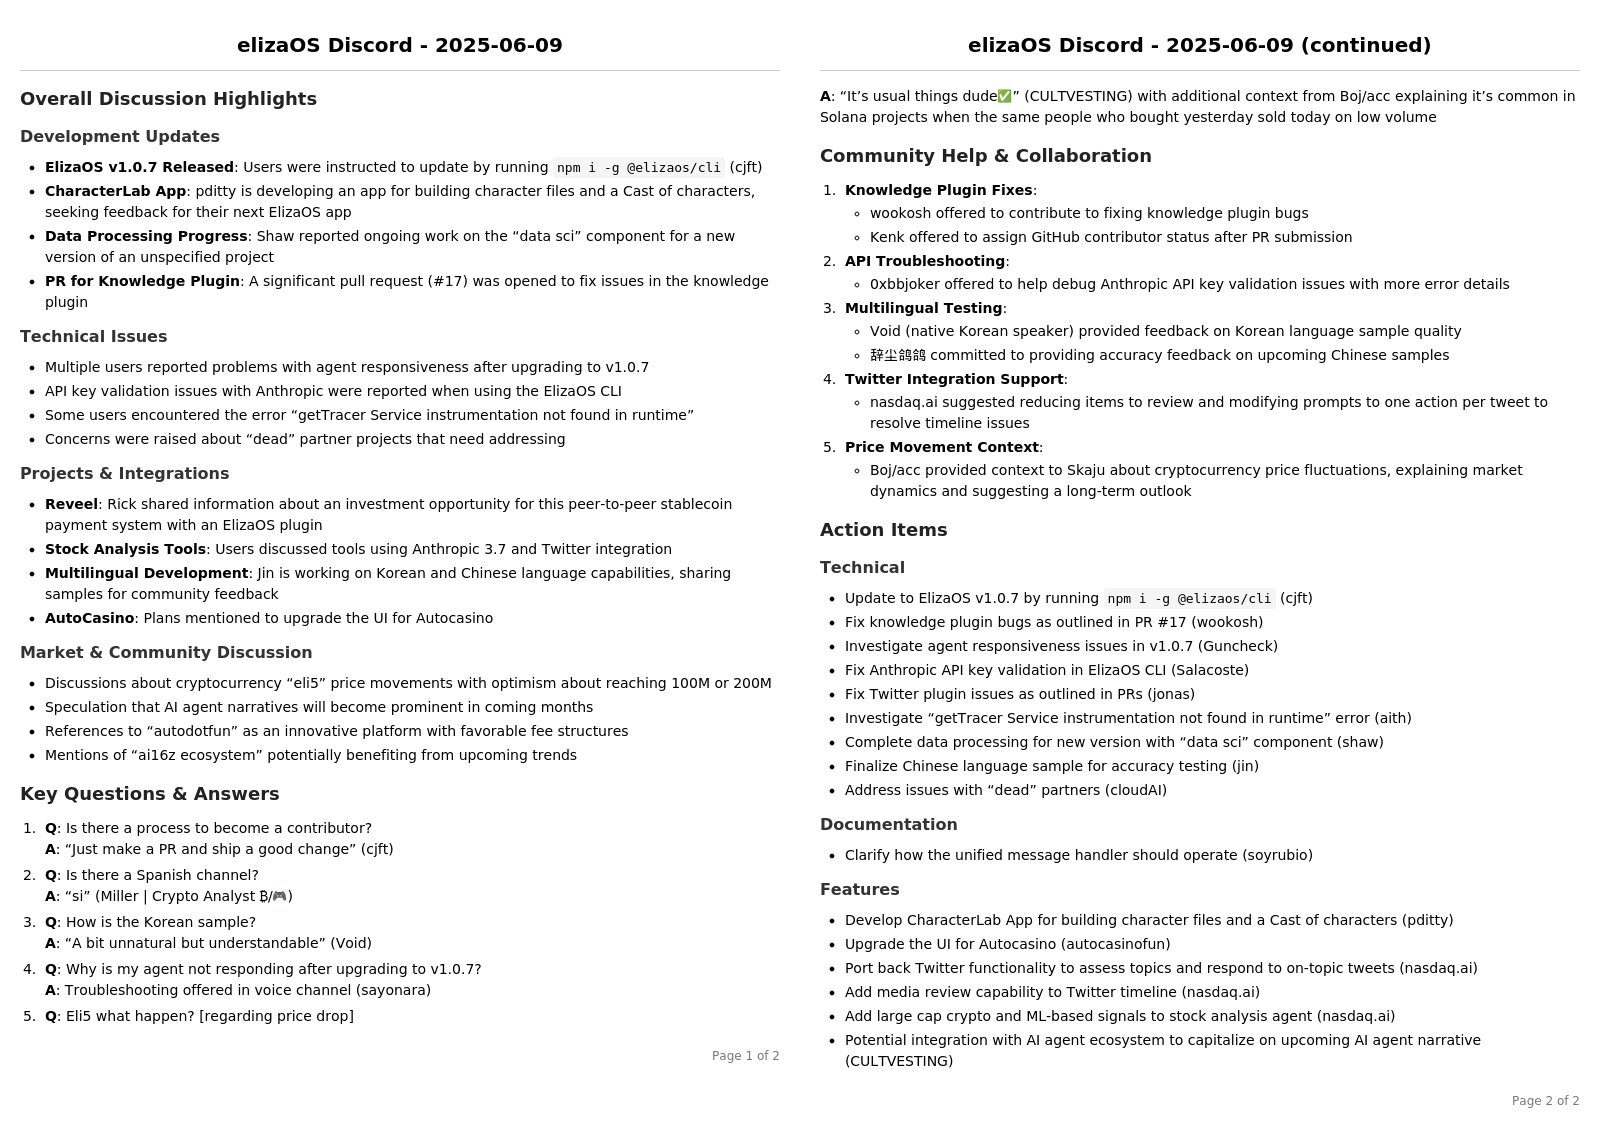 elizaOS Discord - 2025-06-09
Overall Discussion Highlights
Development Updates
• ElizaOS v1.0.7 Released: Users were instructed to update by running npm i -g @elizaos/cli (cjft)
• CharacterLab App: pditty is developing an app for building character files and a Cast of characters,
seeking feedback for their next ElizaOS app
• Data Processing Progress: Shaw reported ongoing work on the “data sci” component for a new
version of an unspecified project
• PR for Knowledge Plugin: A significant pull request (#17) was opened to fix issues in the knowledge
plugin
Technical Issues
• Multiple users reported problems with agent responsiveness after upgrading to v1.0.7
• API key validation issues with Anthropic were reported when using the ElizaOS CLI
• Some users encountered the error “getTracer Service instrumentation not found in runtime”
• Concerns were raised about “dead” partner projects that need addressing
Projects & Integrations
• Reveel: Rick shared information about an investment opportunity for this peer-to-peer stablecoin
payment system with an ElizaOS plugin
• Stock Analysis Tools: Users discussed tools using Anthropic 3.7 and Twitter integration
• Multilingual Development: Jin is working on Korean and Chinese language capabilities, sharing
samples for community feedback
• AutoCasino: Plans mentioned to upgrade the UI for Autocasino
Market & Community Discussion
• Discussions about cryptocurrency “eli5” price movements with optimism about reaching 100M or 200M
• Speculation that AI agent narratives will become prominent in coming months
• References to “autodotfun” as an innovative platform with favorable fee structures
• Mentions of “ai16z ecosystem” potentially benefiting from upcoming trends
Key Questions & Answers
1. Q: Is there a process to become a contributor?
A: “Just make a PR and ship a good change” (cjft)
2. Q: Is there a Spanish channel?
A: “si” (Miller | Crypto Analyst ₿/🎮)
3. Q: How is the Korean sample?
A: “A bit unnatural but understandable” (Void)
4. Q: Why is my agent not responding after upgrading to v1.0.7?
A: Troubleshooting offered in voice channel (sayonara)
5. Q: Eli5 what happen? [regarding price drop]
Page 1 of 2
elizaOS Discord - 2025-06-09 (continued)
A: “It’s usual things dude✅” (CULTVESTING) with additional context from Boj/acc explaining it’s common in
Solana projects when the same people who bought yesterday sold today on low volume
Community Help & Collaboration
1. Knowledge Plugin Fixes:
◦ wookosh offered to contribute to fixing knowledge plugin bugs
◦ Kenk offered to assign GitHub contributor status after PR submission
2. API Troubleshooting:
◦ 0xbbjoker offered to help debug Anthropic API key validation issues with more error details
3. Multilingual Testing:
◦ Void (native Korean speaker) provided feedback on Korean language sample quality
◦ 辞尘鸽鸽 committed to providing accuracy feedback on upcoming Chinese samples
4. Twitter Integration Support:
◦ nasdaq.ai suggested reducing items to review and modifying prompts to one action per tweet to
resolve timeline issues
5. Price Movement Context:
◦ Boj/acc provided context to Skaju about cryptocurrency price fluctuations, explaining market
dynamics and suggesting a long-term outlook
Action Items
Technical
• Update to ElizaOS v1.0.7 by running npm i -g @elizaos/cli (cjft)
• Fix knowledge plugin bugs as outlined in PR #17 (wookosh)
• Investigate agent responsiveness issues in v1.0.7 (Guncheck)
• Fix Anthropic API key validation in ElizaOS CLI (Salacoste)
• Fix Twitter plugin issues as outlined in PRs (jonas)
• Investigate “getTracer Service instrumentation not found in runtime” error (aith)
• Complete data processing for new version with “data sci” component (shaw)
• Finalize Chinese language sample for accuracy testing (jin)
• Address issues with “dead” partners (cloudAI)
Documentation
• Clarify how the unified message handler should operate (soyrubio)
Features
• Develop CharacterLab App for building character files and a Cast of characters (pditty)
• Upgrade the UI for Autocasino (autocasinofun)
• Port back Twitter functionality to assess topics and respond to on-topic tweets (nasdaq.ai)
• Add media review capability to Twitter timeline (nasdaq.ai)
• Add large cap crypto and ML-based signals to stock analysis agent (nasdaq.ai)
• Potential integration with AI agent ecosystem to capitalize on upcoming AI agent narrative
(CULTVESTING)
Page 2 of 2